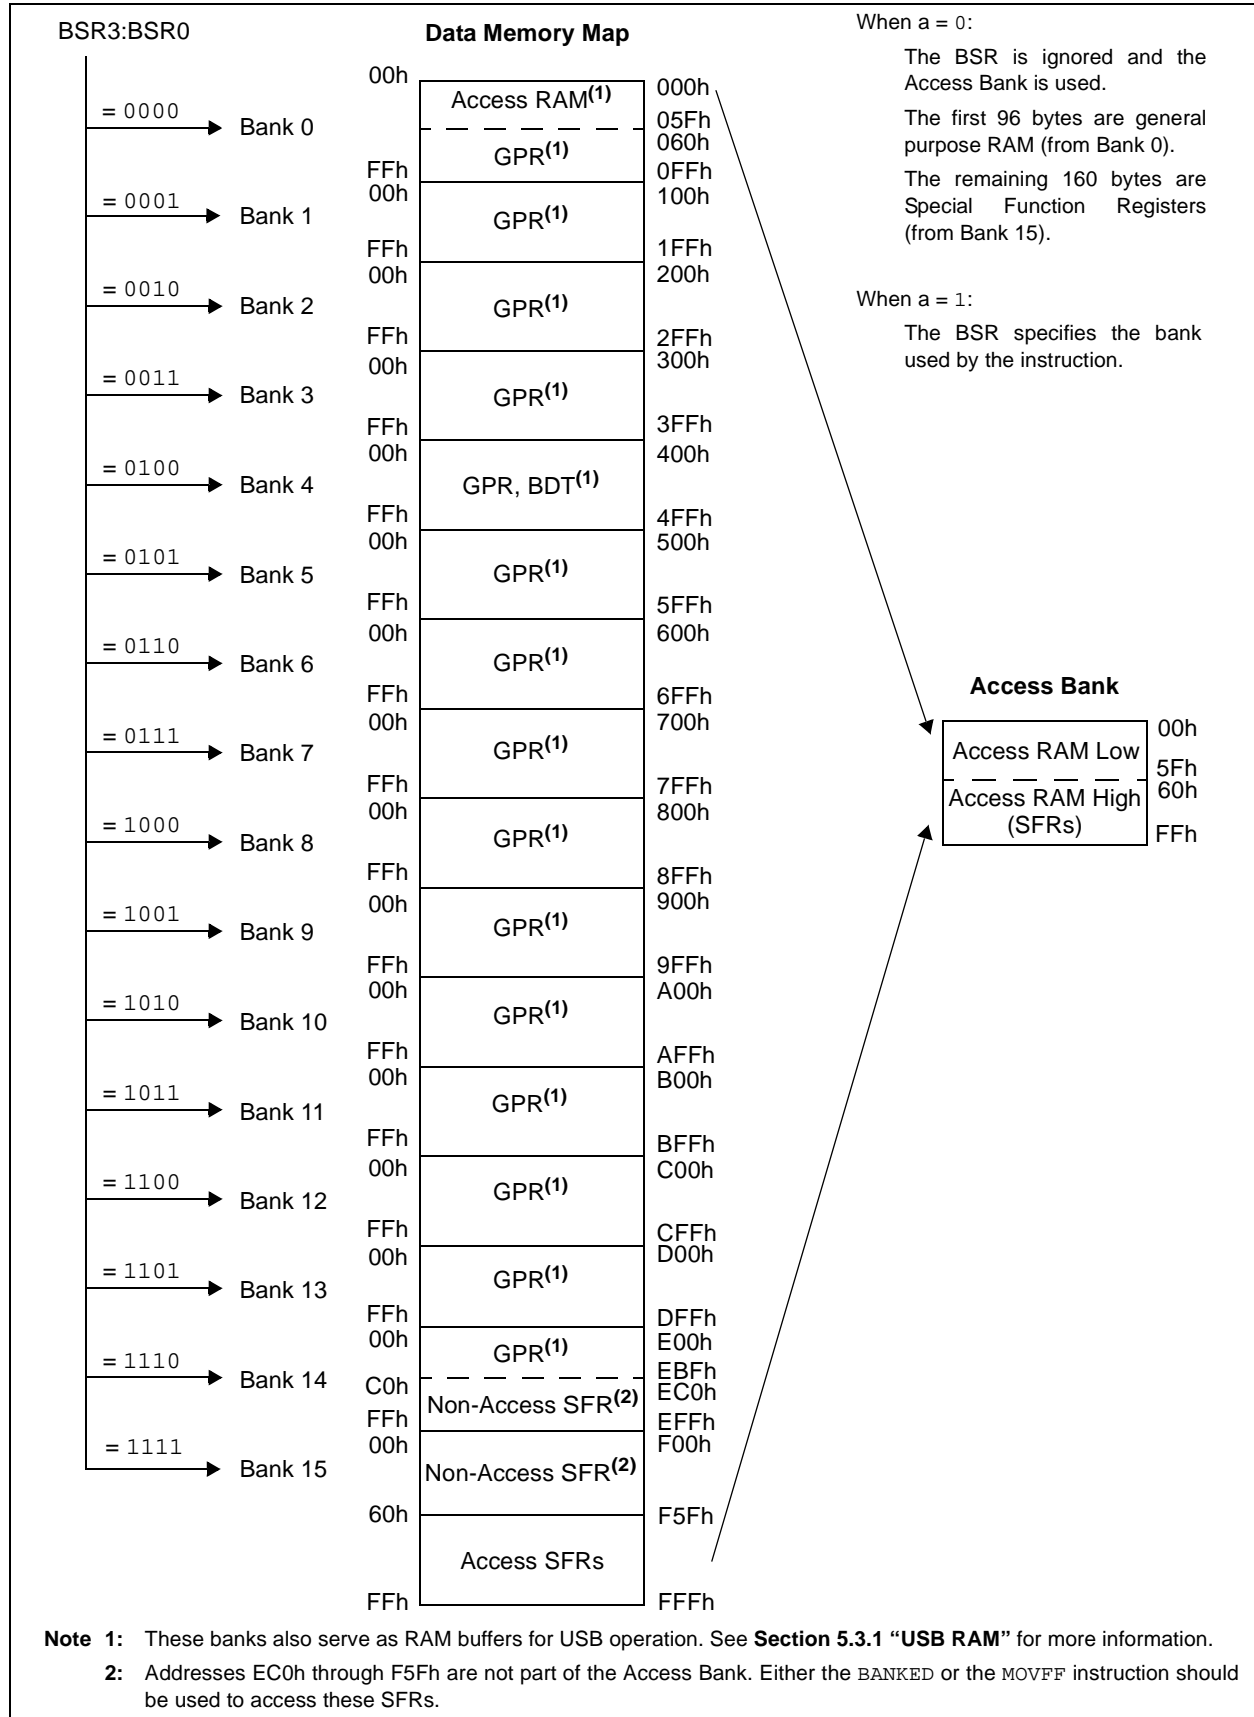 BSR3:BSR0
Data Memory Map
When a = 0:
The BSR is ignored and the
Access Bank is used.
The first 96 bytes are general
purpose RAM (from Bank 0).
The remaining 160 bytes are
Special Function Registers
(from Bank 15).
When a = 1:
The BSR specifies the bank
used by the instruction.
= 0000
Bank 0
00h
Access RAM(1)
000h
05Fh
060h
GPR(1)
FFh
0FFh
= 0001
Bank 1
00h
100h
GPR(1)
FFh
1FFh
= 0010
Bank 2
00h
200h
GPR(1)
FFh
2FFh
= 0011
Bank 3
00h
300h
GPR(1)
FFh
3FFh
= 0100
Bank 4
00h
400h
GPR, BDT(1)
FFh
4FFh
= 0101
Bank 5
00h
500h
GPR(1)
FFh
5FFh
= 0110
Bank 6
00h
600h
GPR(1)
FFh
6FFh
= 0111
Bank 7
00h
700h
GPR(1)
FFh
7FFh
= 1000
Bank 8
00h
800h
GPR(1)
FFh
8FFh
= 1001
Bank 9
00h
900h
GPR(1)
FFh
9FFh
= 1010
Bank 10
00h
A00h
GPR(1)
FFh
AFFh
= 1011
Bank 11
00h
B00h
GPR(1)
FFh
BFFh
= 1100
Bank 12
00h
C00h
GPR(1)
FFh
CFFh
= 1101
Bank 13
00h
D00h
GPR(1)
FFh
DFFh
= 1110
Bank 14
00h
E00h
GPR(1)
EBFh
C0h
EC0h
Non-Access SFR(2)
FFh
EFFh
= 1111
Bank 15
00h
F00h
Non-Access SFR(2)
60h
F5Fh
Access SFRs
FFh
FFFh
Access Bank
Access RAM Low
00h
5Fh
60h
Access RAM High
(SFRs)
FFh
Note 1: These banks also serve as RAM buffers for USB operation. See Section 5.3.1 “USB RAM” for more information.
2: Addresses EC0h through F5Fh are not part of the Access Bank. Either the BANKED or the MOVFF instruction should
be used to access these SFRs.